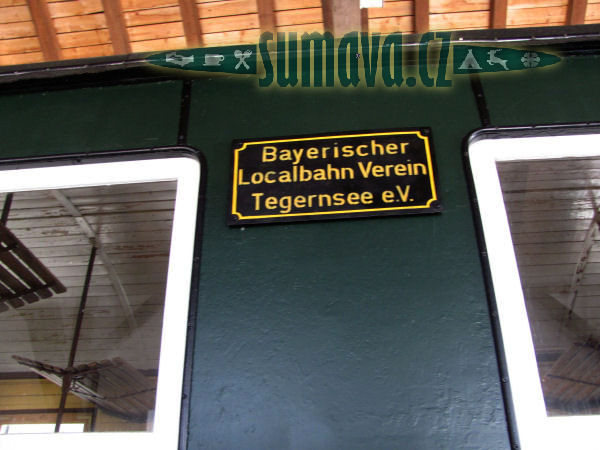 sumava.cz
Bayerischer
Localbahn Verein
Tegernsee e.V.